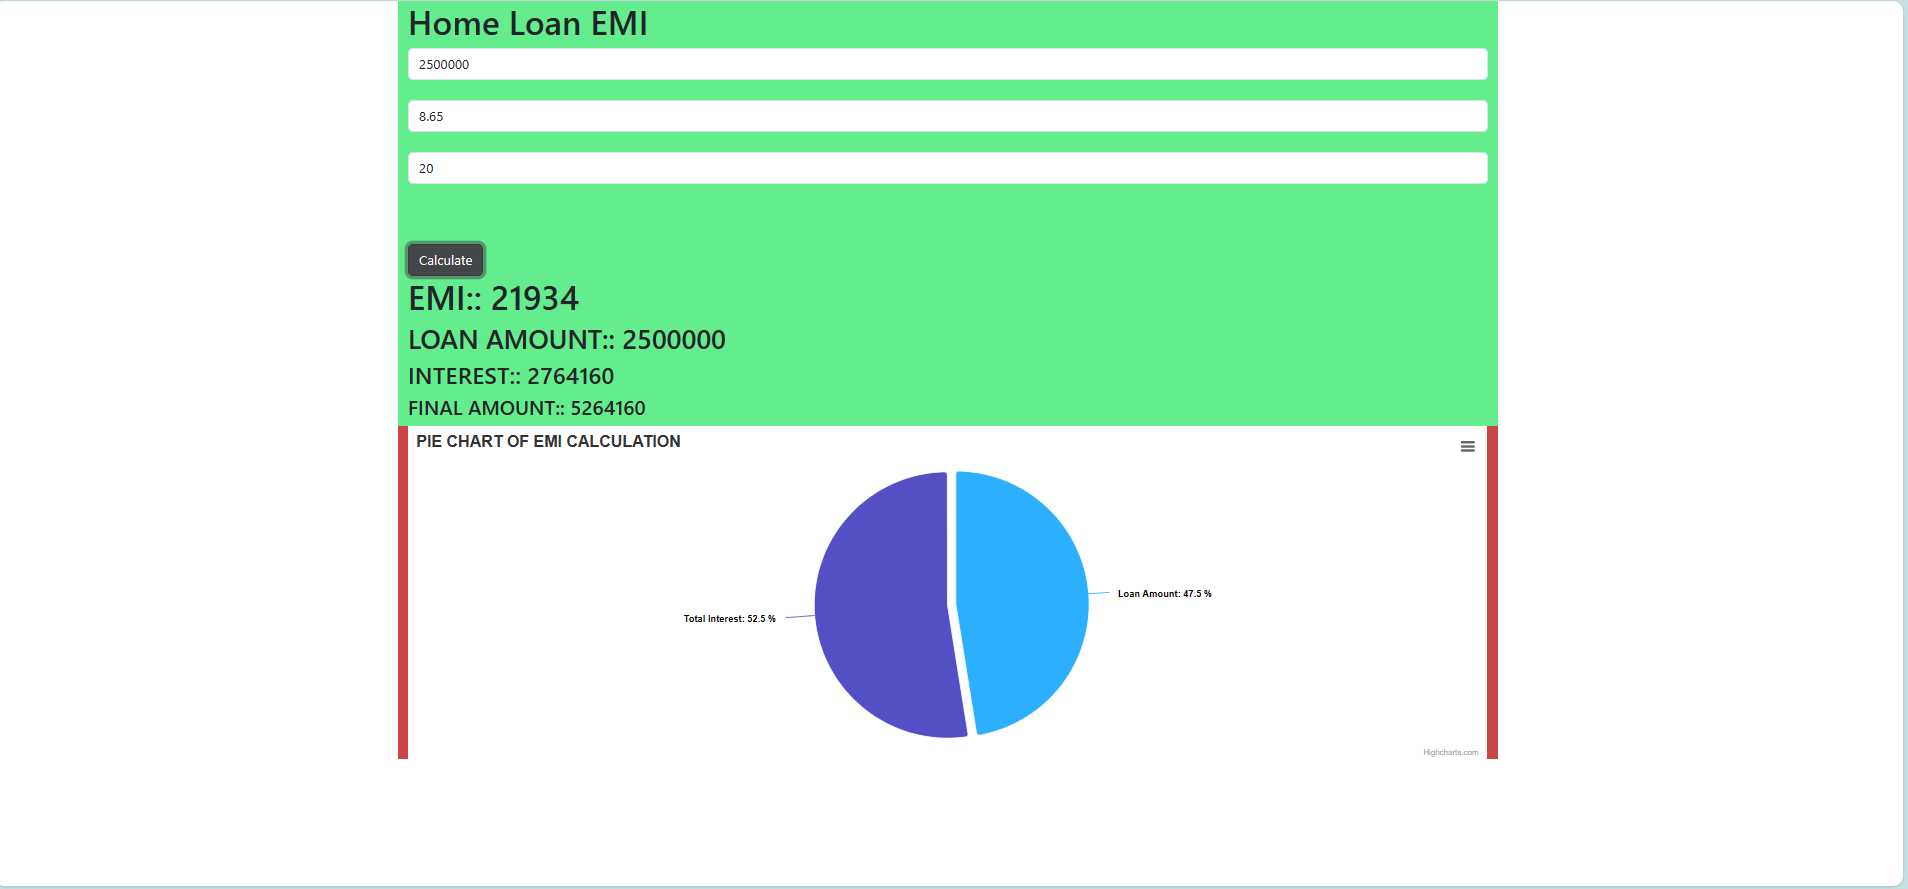 Home Loan EMI
2500000
8.65
20
Calculate
EMI:: 21934
LOAN AMOUNT:: 2500000
INTEREST:: 2764160
FINAL AMOUNT:: 5264160
PIE CHART OF EMI CALCULATION
Loan Amount: 47.5 %
Total Interest: 52.5 %
Highcharts.com